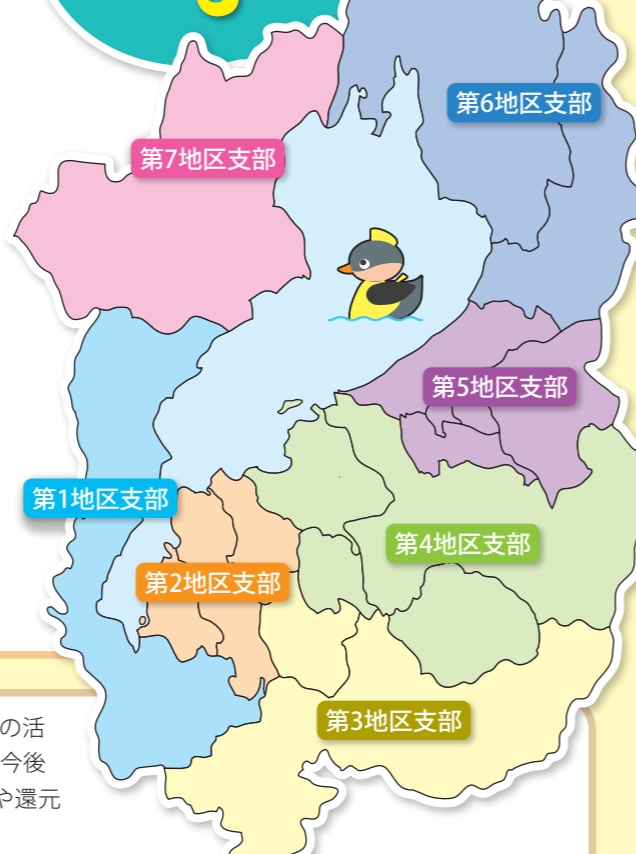 第6地区支部
第7地区支部
第5地区支部
第1地区支部
第4地区支部
第2地区支部
第3地区支部
の活
今後
や還元